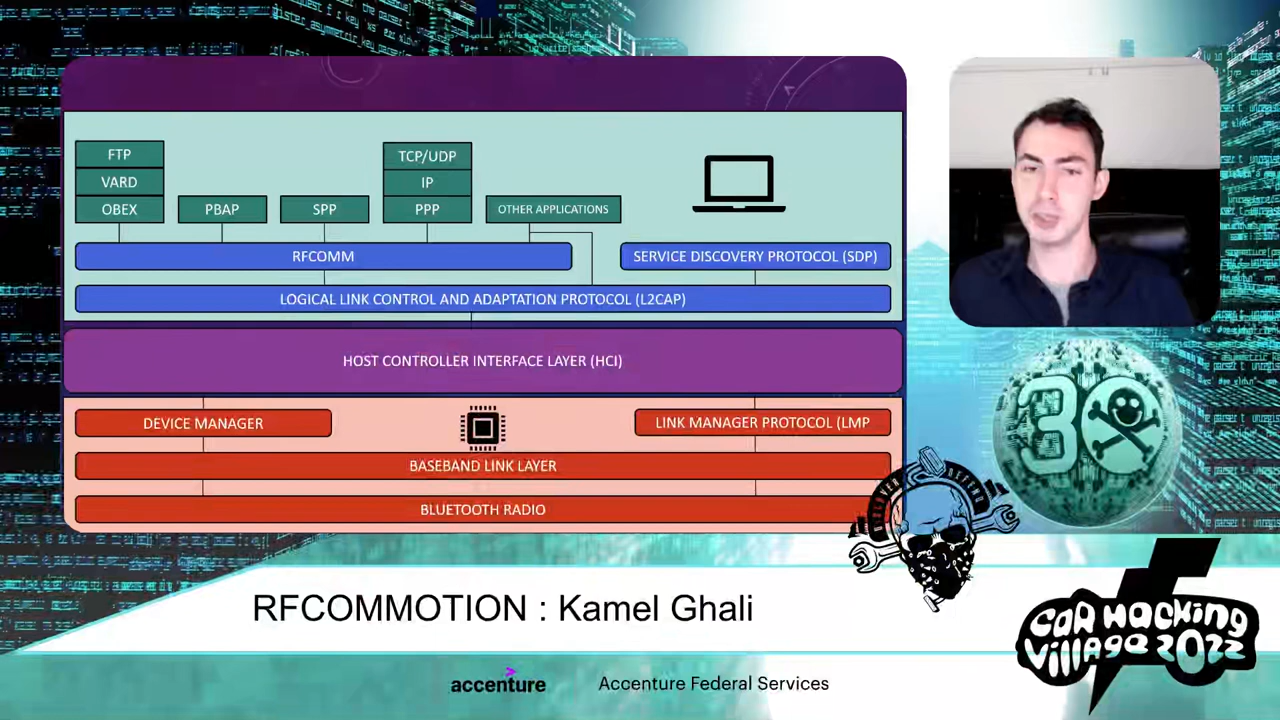 FTP
VARD
OBEX
PBAP
SPP
TCP/UDP
IP
PPP
OTHER APPLICATIONS
RFCOMM
SERVICE DISCOVERY PROTOCOL (SDP)
LOGICAL LINK CONTROL AND ADAPTATION PROTOCOL (L2CAP)
HOST CONTROLLER INTERFACE LAYER (HCI)
DEVICE MANAGER
LINK MANAGER PROTOCOL (LMP
BASEBAND LINK LAYER
BLUETOOTH RADIO
DEFEND
30
RFCOMMOTION : Kamel Ghali
CAR HACKING
VILLAGE 2022
accenture
Accenture Federal Services